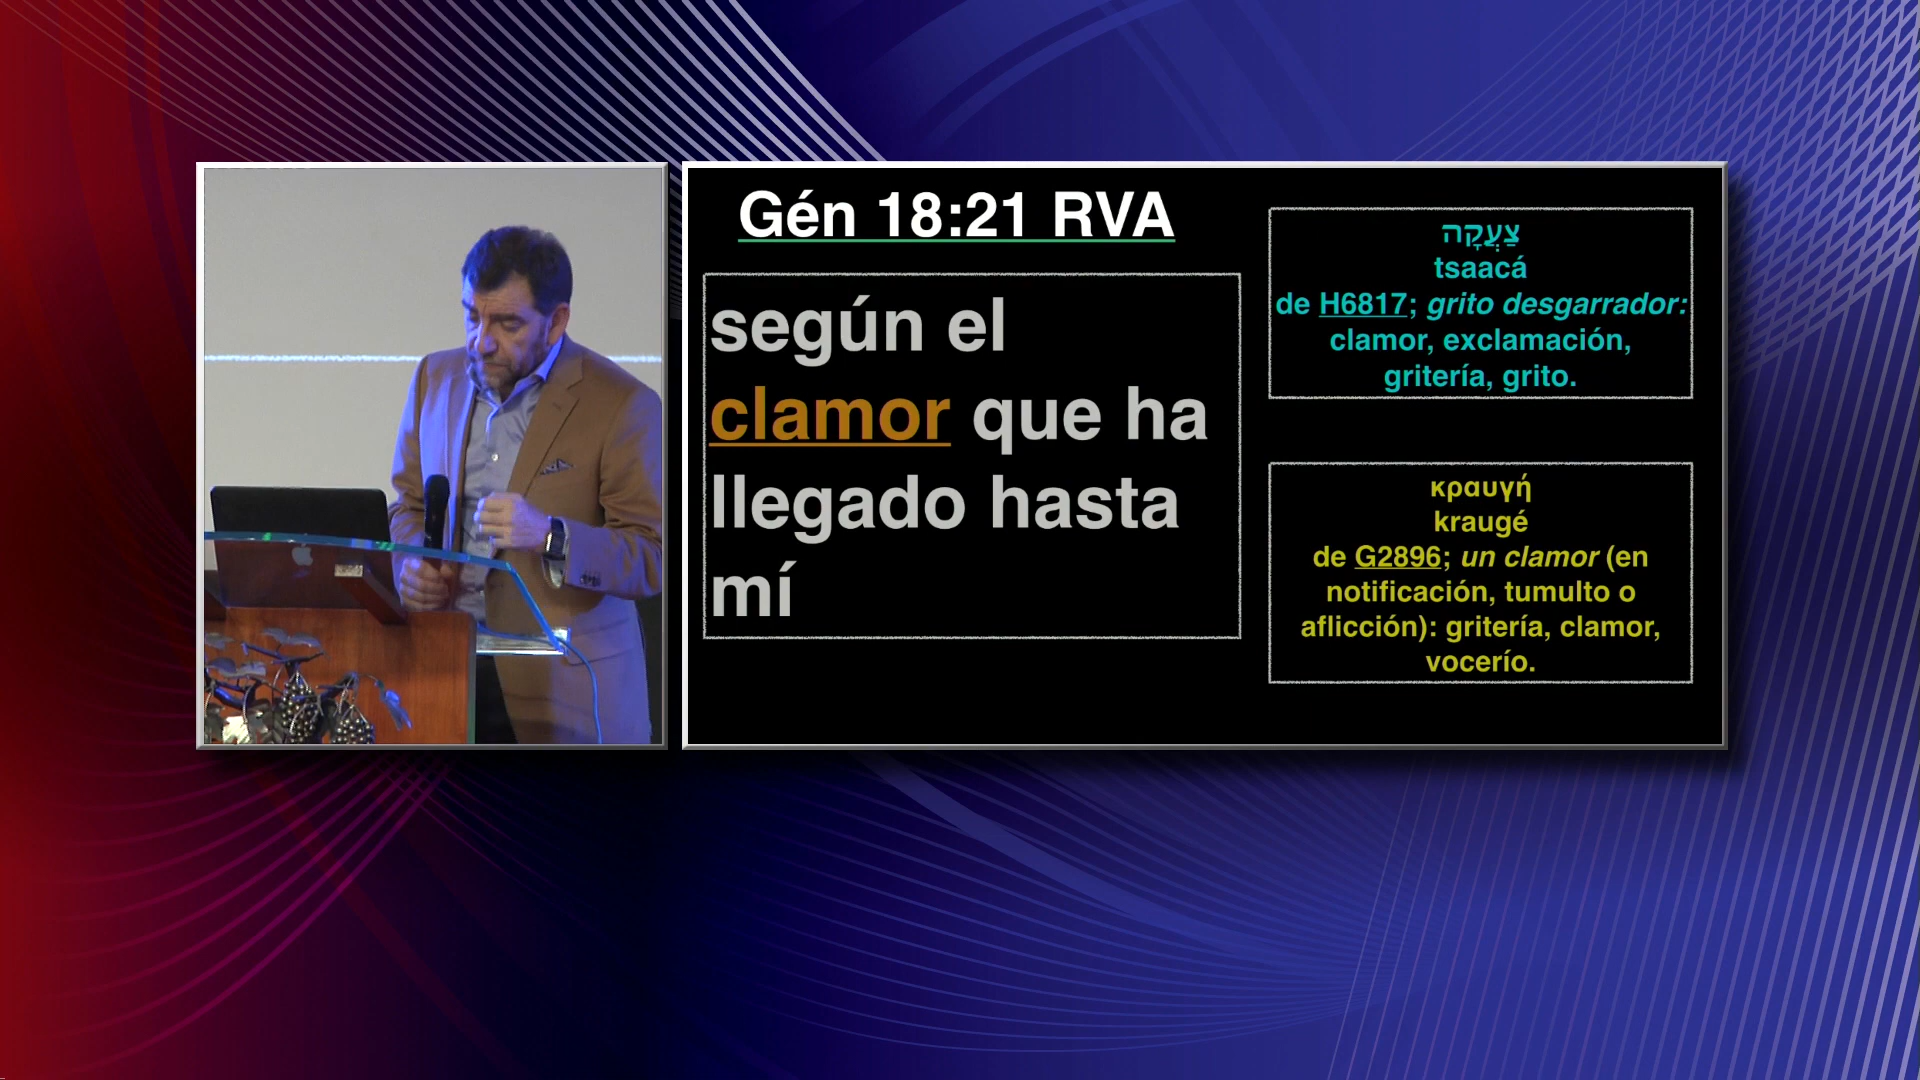 Gén 18:21 RVA
según el
clamor que ha
llegado hasta
mí
צַעֲקָה
tsaacá
de H6817; grito desgarrador:
clamor, exclamación,
gritería, grito.
κραυγή
kraugé
de G2896; un clamor (en
notificación, tumulto o
aflicción): gritería, clamor,
vocerío.